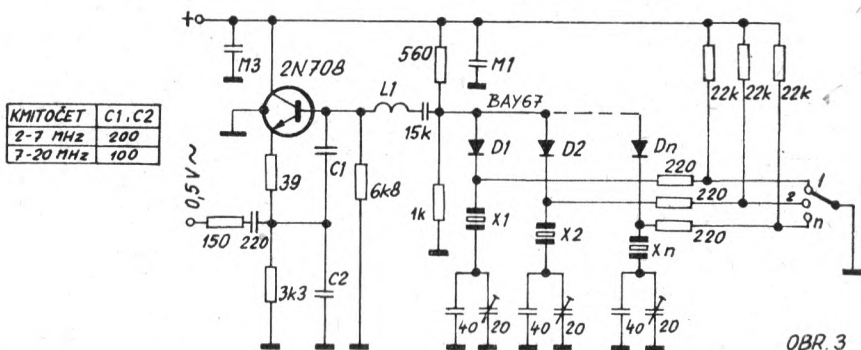 +
M3
2N708
560
M1
22k
22k
22k
L1
BAY67
15k
KMITOČET C1, C2
2-7 MHz 200
7-20 MHz 100
D1
D2
Dn
39
C1
6k8
220
1
0,5V ~
1k
X1
220
2
X2
220
n
Xn
150
220
3k3
C2
40
20
40
20
40
20
OBR. 3